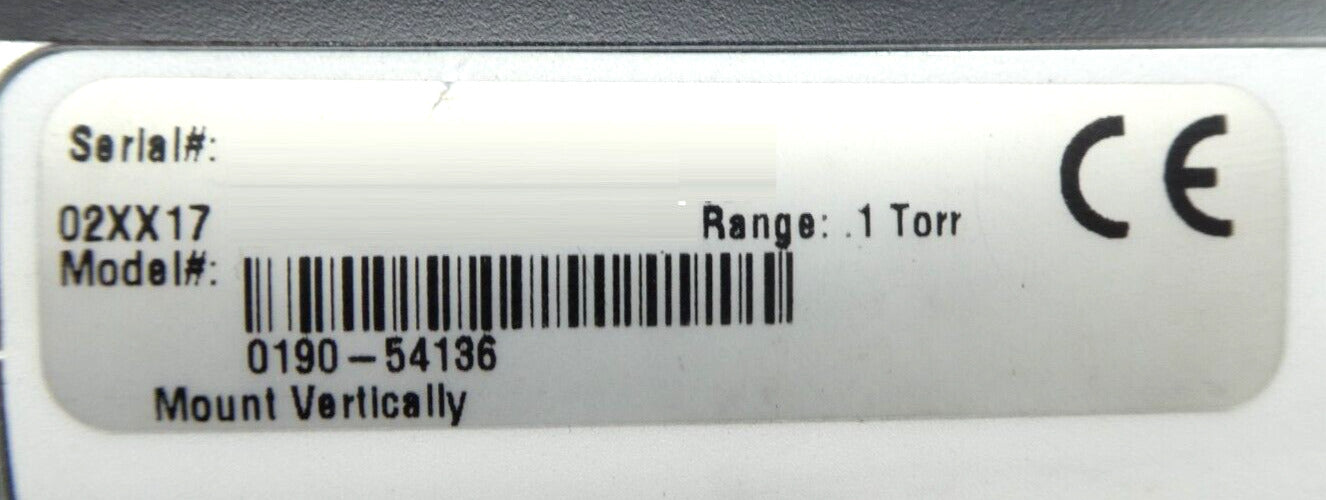 Serial#:
CE
02XX17
Range: .1 Torr
Model#:
0190-54136
Mount Vertically